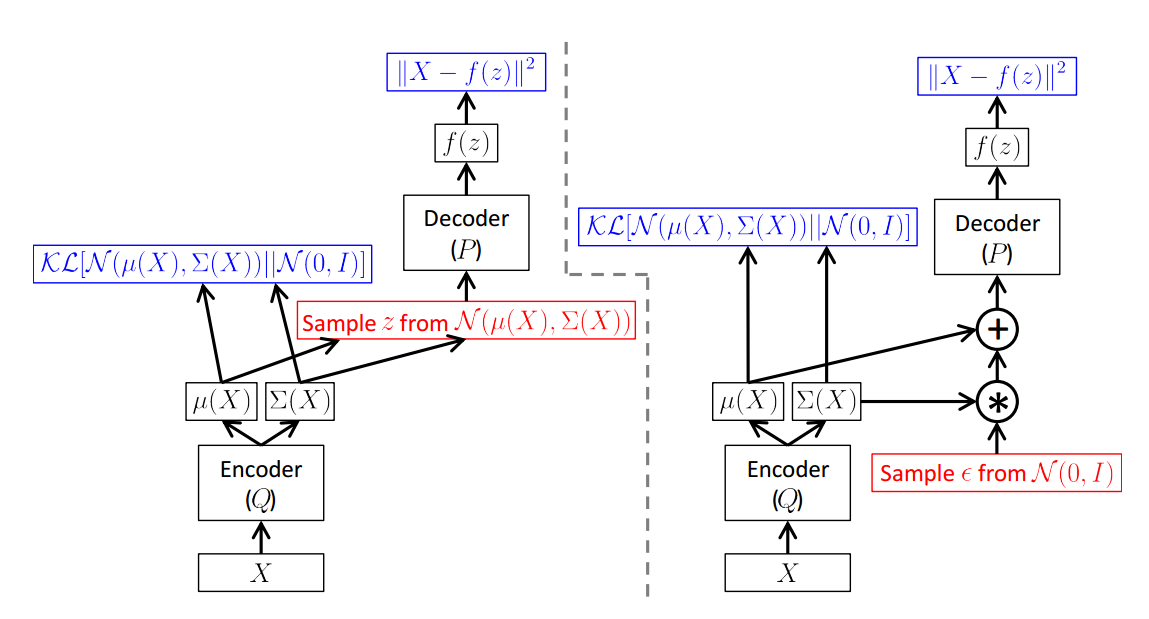 ‖X − f(z)‖²
f(z)
Decoder
(P)
𝒦ℒ[𝒩(μ(X), Σ(X))||𝒩(0, I)]
Sample z from 𝒩(μ(X), Σ(X))
μ(X)
Σ(X)
Encoder
(Q)
X
‖X − f(z)‖²
f(z)
𝒦ℒ[𝒩(μ(X), Σ(X))||𝒩(0, I)]
Decoder
(P)
+
μ(X)
Σ(X)
*
Encoder
(Q)
Sample ϵ from 𝒩(0, I)
X